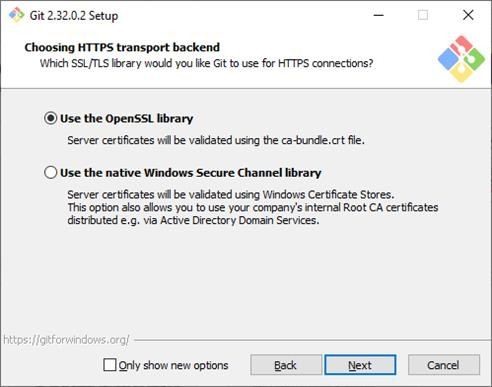 Git 2.32.0.2 Setup
Choosing HTTPS transport backend
Which SSL/TLS library would you like Git to use for HTTPS connections?
Use the OpenSSL library
Server certificates will be validated using the ca-bundle.crt file.
Use the native Windows Secure Channel library
Server certificates will be validated using Windows Certificate Stores.
This option also allows you to use your company's internal Root CA certificates
distributed e.g. via Active Directory Domain Services.
https://gitforwindows.org/
Only show new options
Back
Next
Cancel